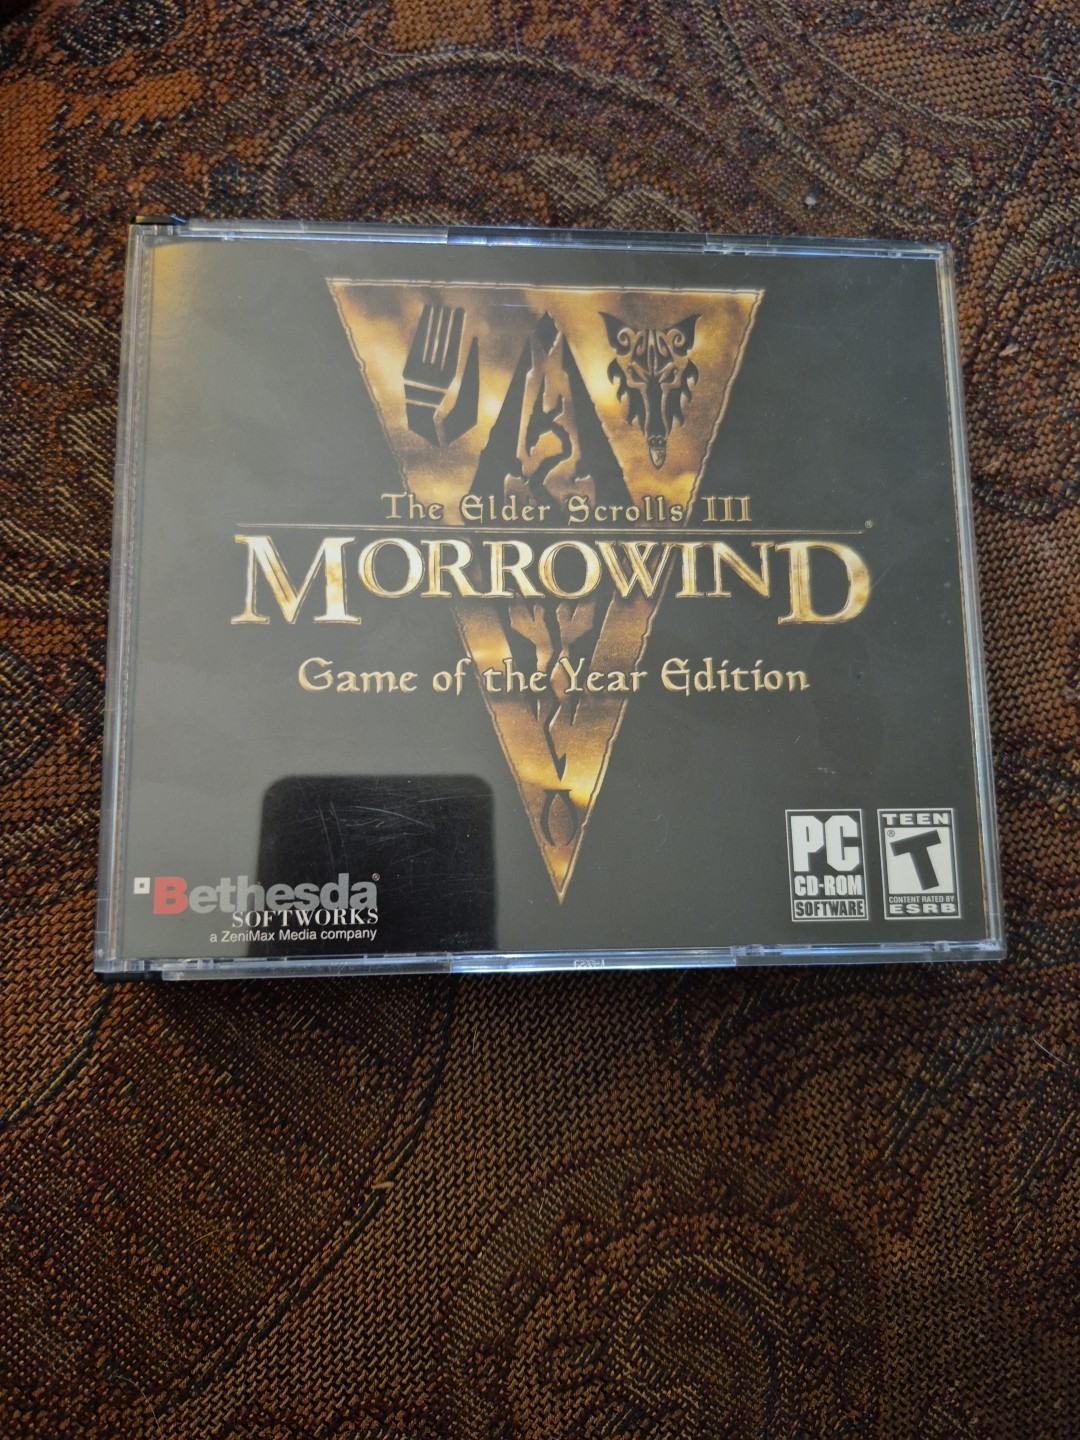 The Elder Scrolls III
MORROWIND®
Game of the Year Edition
Bethesda®
SOFTWORKS
a ZeniMax Media company
PC
CD-ROM
SOFTWARE
TEEN
®
T
CONTENT RATED BY
ESRB